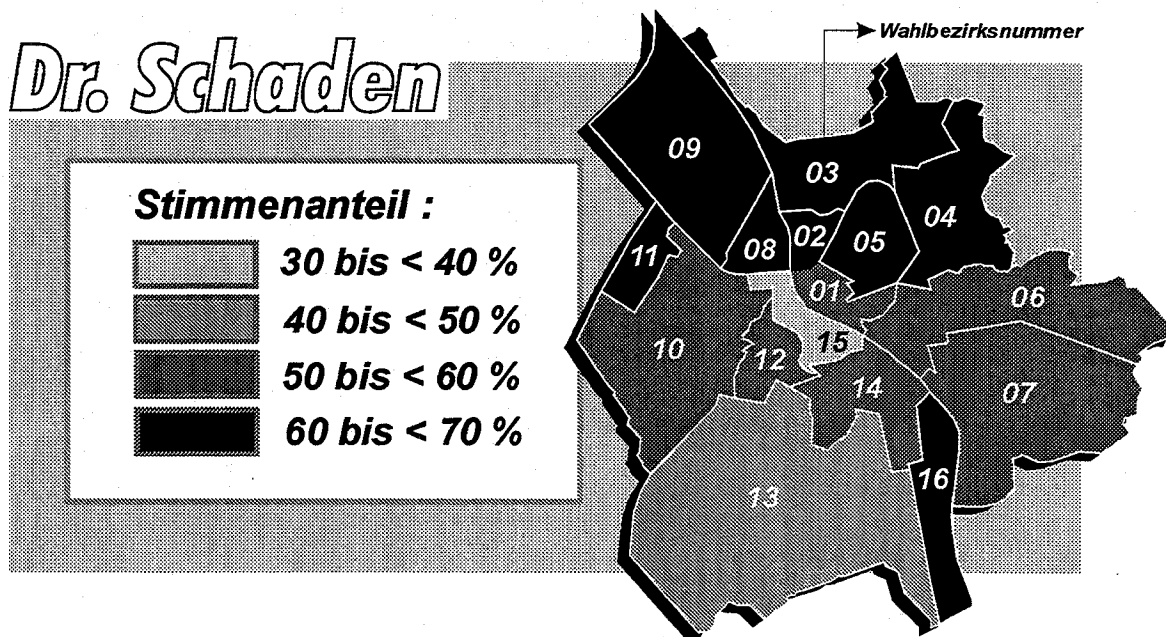 Wahlbezirksnummer
Dr. Schaden
Stimmenanteil :
30 bis < 40 %
40 bis < 50 %
50 bis < 60 %
60 bis < 70 %
09
03
04
02
05
08
11
01
06
15
10
12
14
07
16
13